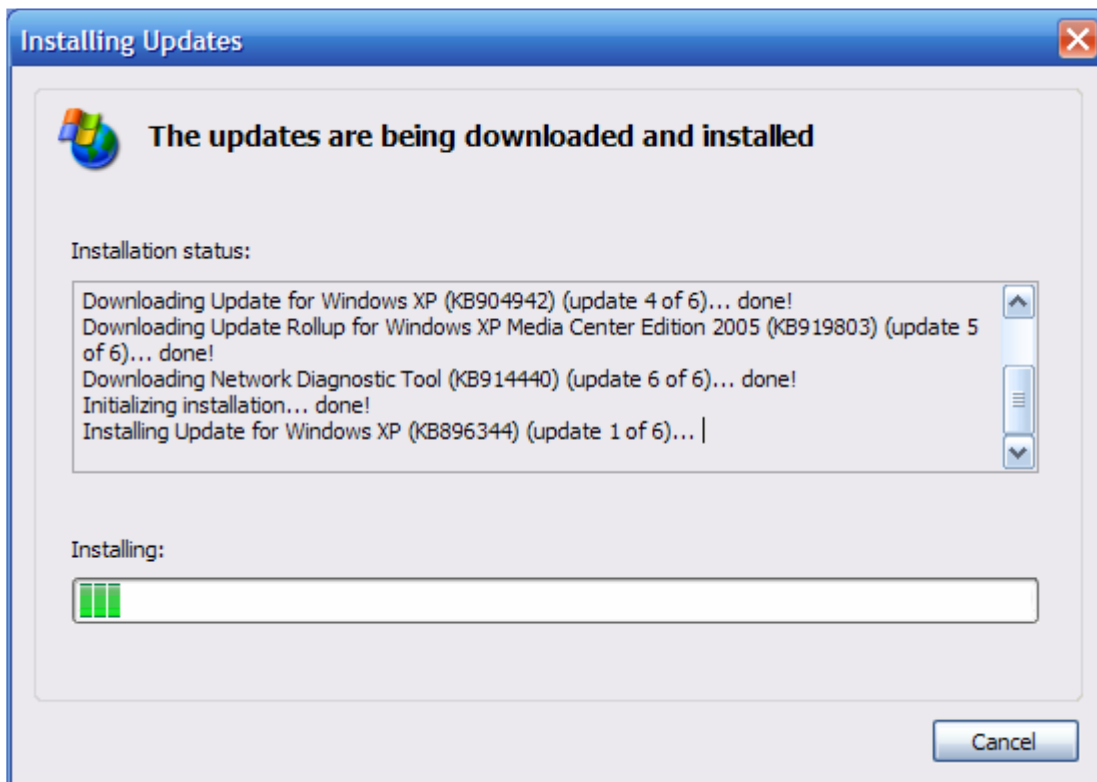 Installing Updates
The updates are being downloaded and installed
Installation status:
Downloading Update for Windows XP (KB904942) (update 4 of 6)... done!
Downloading Update Rollup for Windows XP Media Center Edition 2005 (KB919803) (update 5
of 6)... done!
Downloading Network Diagnostic Tool (KB914440) (update 6 of 6)... done!
Initializing installation... done!
Installing Update for Windows XP (KB896344) (update 1 of 6)...
Installing:
Cancel